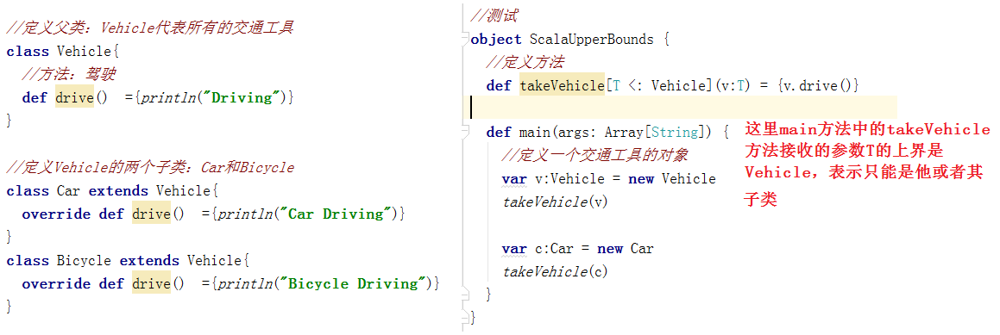 //定义父类：Vehicle代表所有的交通工具
class Vehicle{
  //方法：驾驶
  def drive()  ={println("Driving")}
}

//定义Vehicle的两个子类：Car和Bicycle
class Car extends Vehicle{
  override def drive()  ={println("Car Driving")}
}
class Bicycle extends Vehicle{
  override def drive()  ={println("Bicycle Driving")}
}

//测试
object ScalaUpperBounds {
  //定义方法
  def takeVehicle[T <: Vehicle](v:T) = {v.drive()}

  def main(args: Array[String]) {
    //定义一个交通工具的对象
    var v:Vehicle = new Vehicle
    takeVehicle(v)

    var c:Car = new Car
    takeVehicle(c)
  }
}
这里main方法中的takeVehicle
方法接收的参数T的上界是
Vehicle，表示只能是他或者其
子类